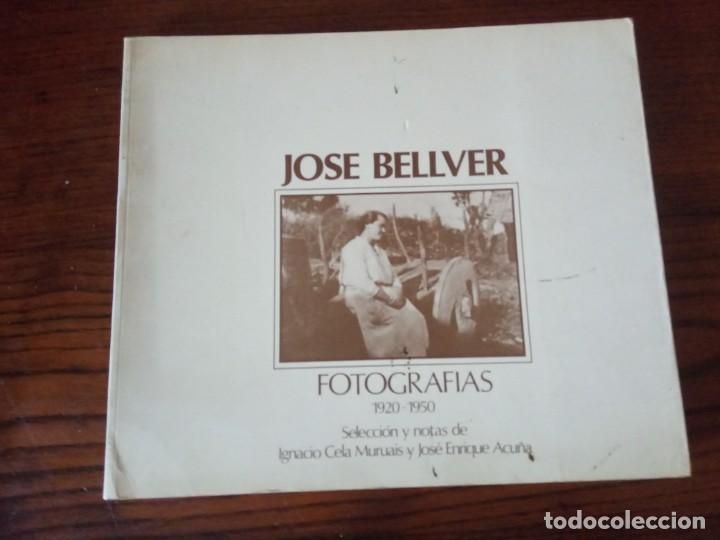 JOSE BELLVER
FOTOGRAFIAS
1920-1950
Selección y notas de
Ignacio Cela Muruais y José Enrique Acuña
todocoleccion